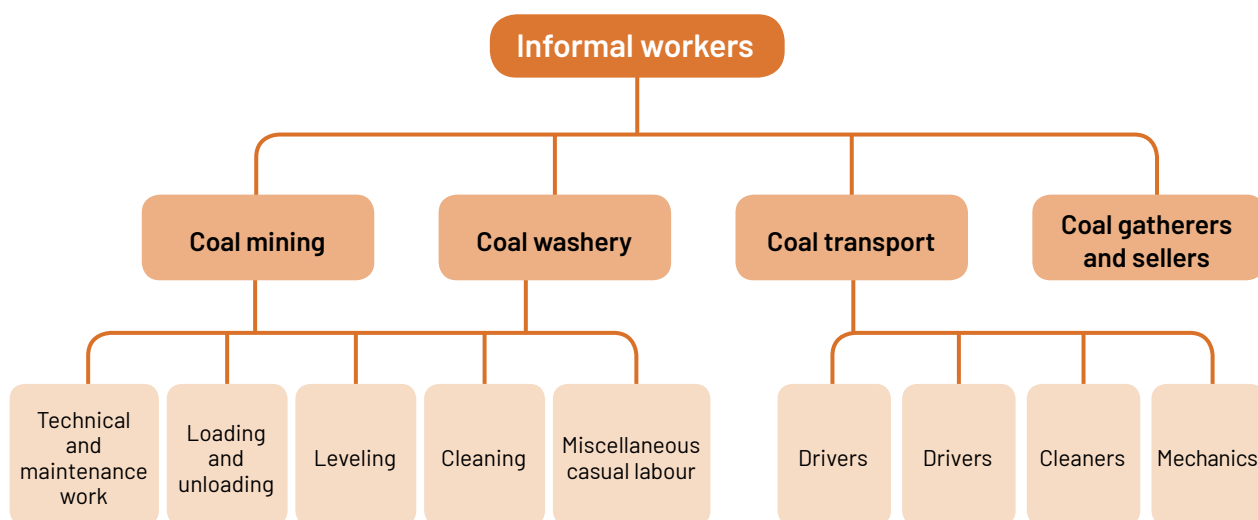 Informal workers
Coal mining
Coal washery
Coal transport
Coal gatherers
and sellers
Technical
and
maintenance
work
Loading
and
unloading
Leveling
Cleaning
Miscellaneous
casual labour
Drivers
Drivers
Cleaners
Mechanics